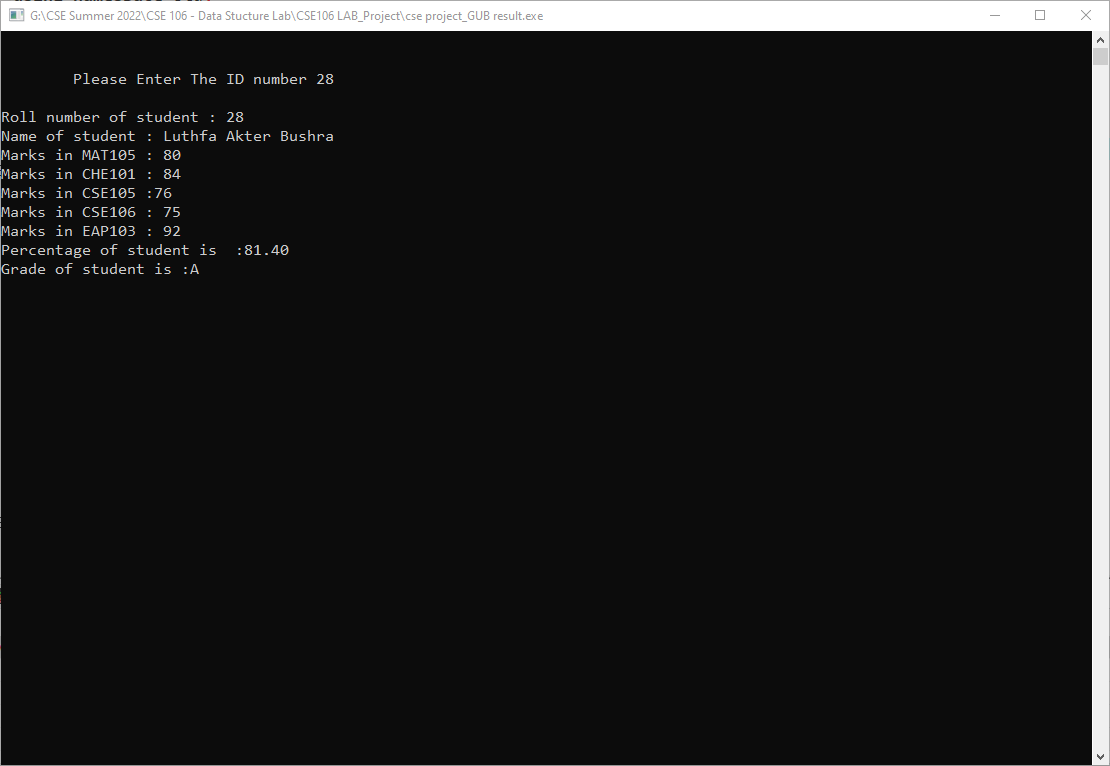 G:\CSE Summer 2022\CSE 106 - Data Stucture Lab\CSE106 LAB_Project\cse project_GUB result.exe
Please Enter The ID number 28
Roll number of student : 28
Name of student : Luthfa Akter Bushra
Marks in MAT105 : 80
Marks in CHE101 : 84
Marks in CSE105 :76
Marks in CSE106 : 75
Marks in EAP103 : 92
Percentage of student is  :81.40
Grade of student is :A